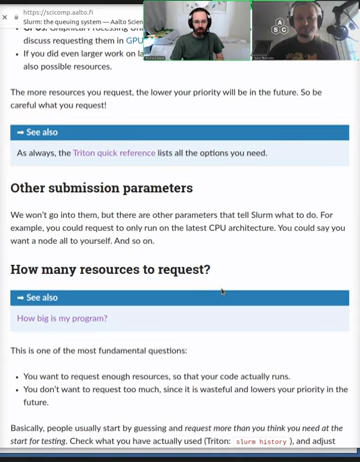 https://scicomp.aalto.fi
Slurm: the queuing system — Aalto Scien
discuss requesting them in GPU
If you did even larger work on la
also possible resources.
The more resources you request, the lower your priority will be in the future. So be
careful what you request!
➡ See also
As always, the Triton quick reference lists all the options you need.
Other submission parameters
We won't go into them, but there are other parameters that tell Slurm what to do. For
example, you could request to only run on the latest CPU architecture. You could say you
want a node all to yourself. And so on.
How many resources to request?
➡ See also
How big is my program?
This is one of the most fundamental questions:
You want to request enough resources, so that your code actually runs.
You don't want to request too much, since it is wasteful and lowers your priority in the
future.
Basically, people usually start by guessing and request more than you think you need at the
start for testing. Check what you have actually used (Triton: slurm history ), and adjust
A
S C